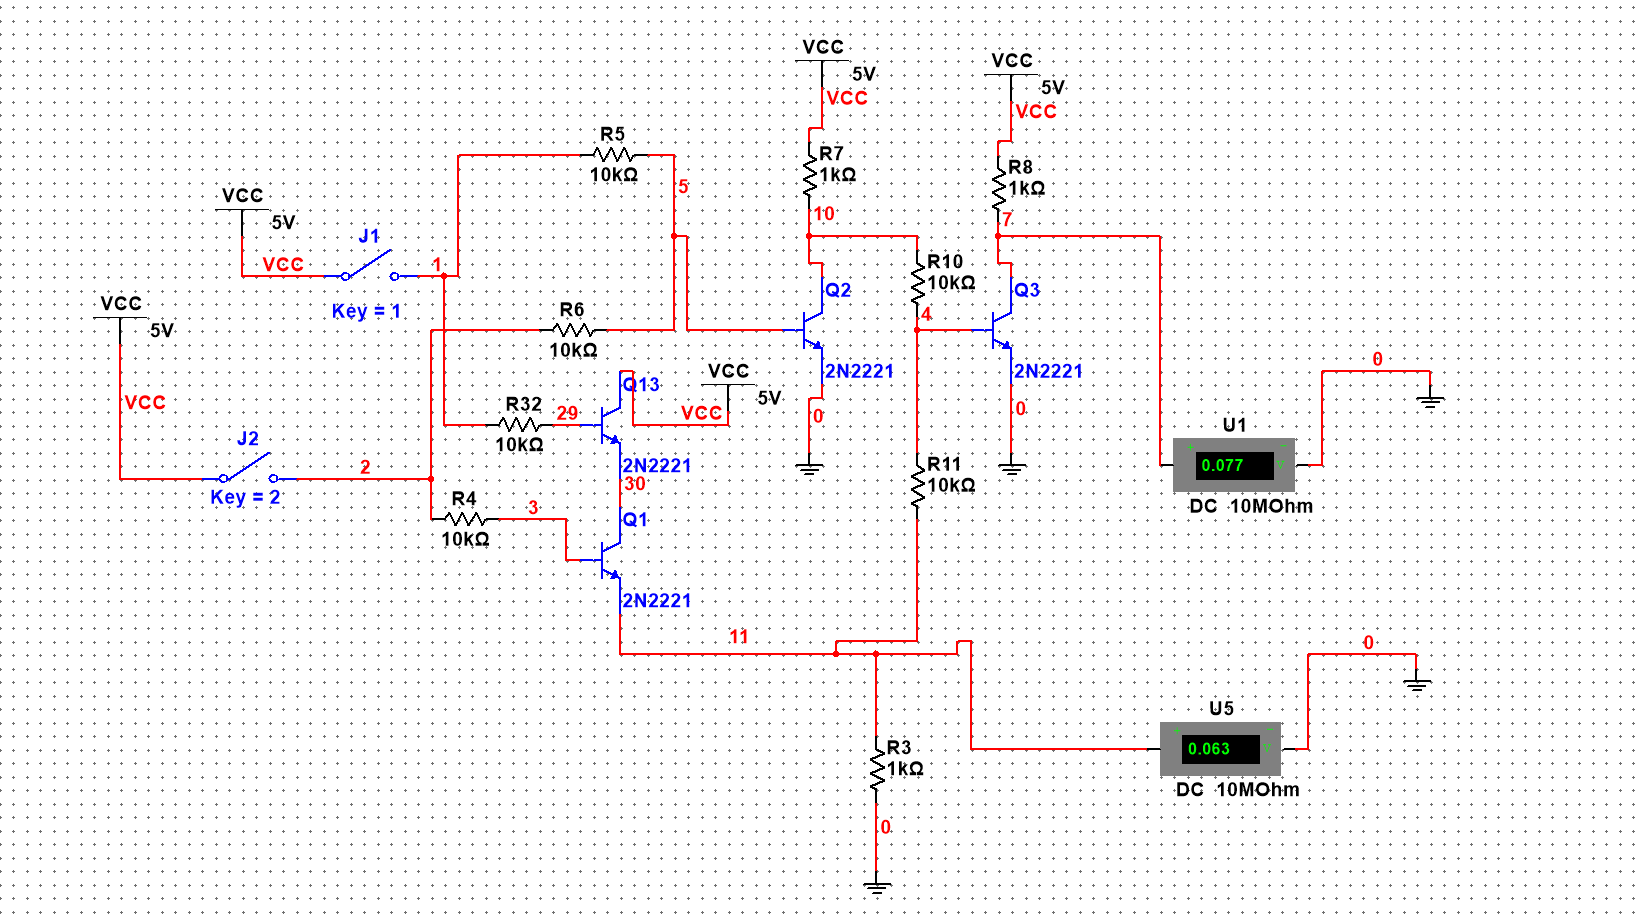 VCC
5V
VCC
VCC
5V
VCC
R5
10kΩ
R7
1kΩ
R8
1kΩ
5
VCC
5V
10
7
J1
VCC
1
Key = 1
R10
10kΩ
Q2
Q3
VCC
5V
R6
10kΩ
4
2N2221
2N2221
0
Q13
VCC
5V
VCC
R32
10kΩ
29
VCC
0
0
U1
0.077
DC 10MOhm
J2
Key = 2
2
2N2221
30
R11
10kΩ
R4
10kΩ
3
Q1
2N2221
11
0
U5
0.063
DC 10MOhm
R3
1kΩ
0